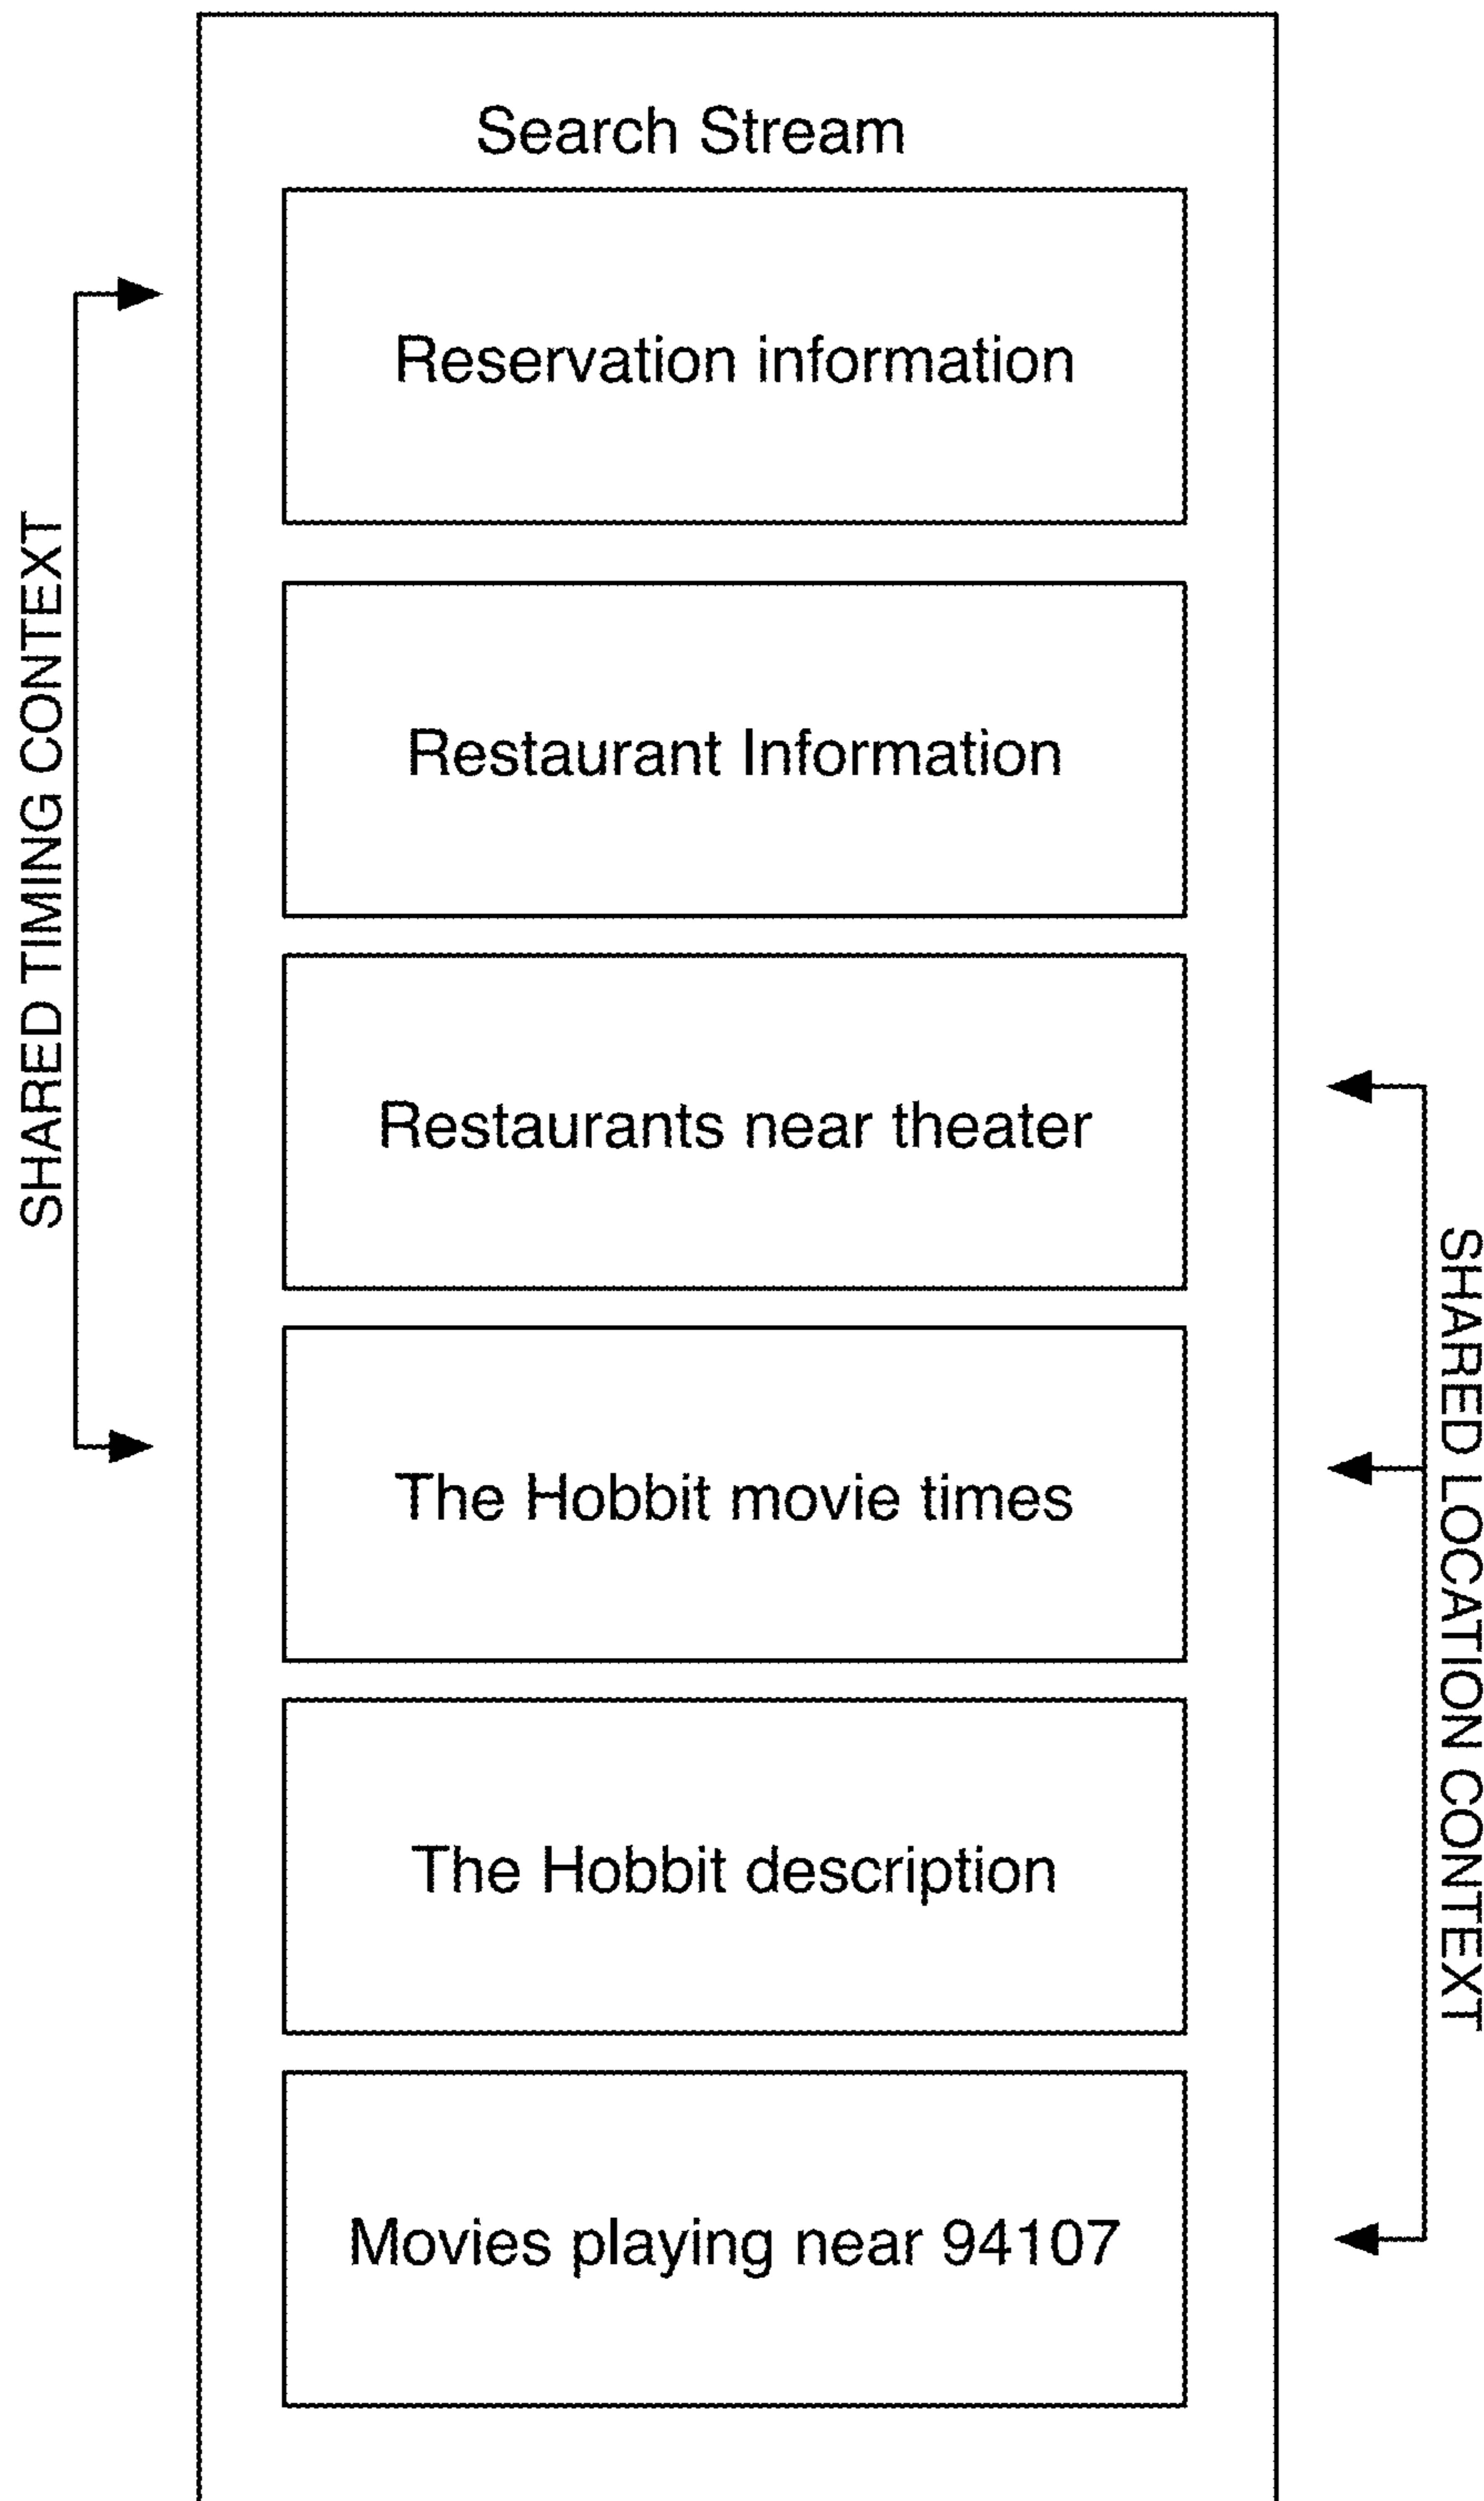 Search Stream
Reservation information
Restaurant Information
Restaurants near theater
The Hobbit movie times
The Hobbit description
Movies playing near 94107
SHARED TIMING CONTEXT
SHARED LOCATION CONTEXT